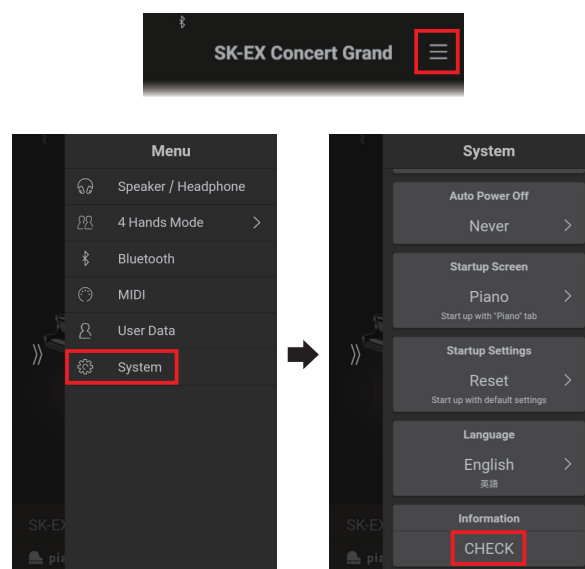 SK-EX Concert Grand
Menu
Speaker / Headphone
4 Hands Mode
Bluetooth
MIDI
User Data
System
SK-EX
pia
System
Auto Power Off
Never
Startup Screen
Piano
Start up with "Piano" tab
Startup Settings
Reset
Start up with default settings
Language
English
英語
Information
CHECK
SK-EX
pia